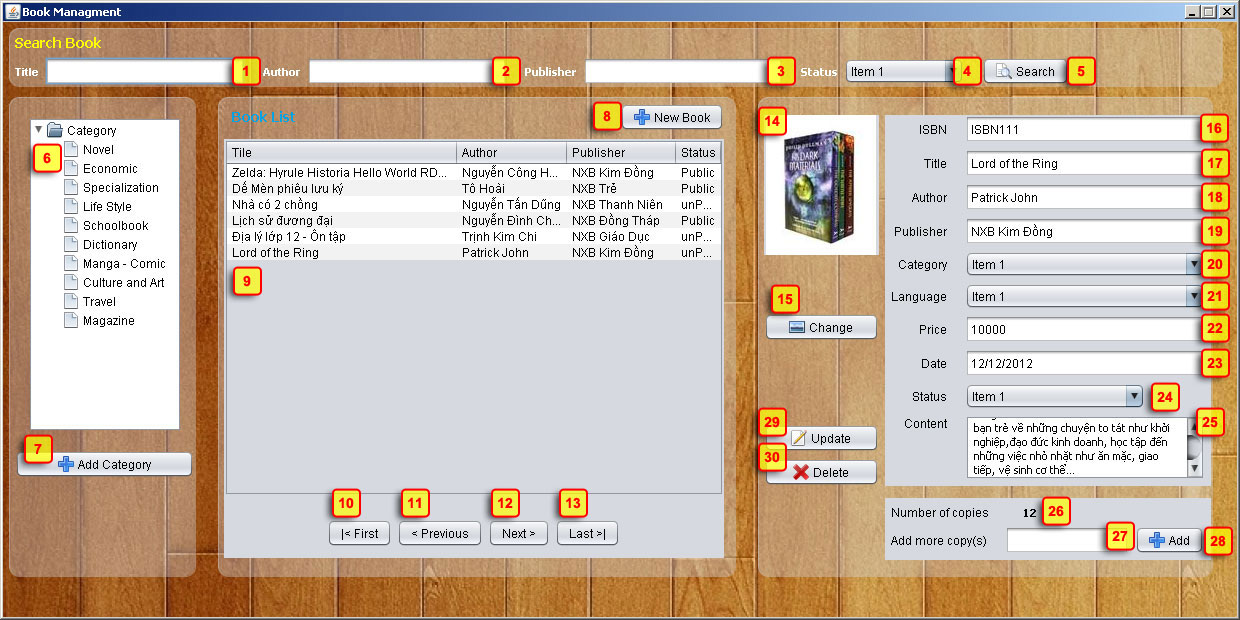 Book Managment
Search Book
Title 1 Author 2 Publisher 3 Status Item 1 4 Search 5
Category
6
Novel
Economic
Specialization
Life Style
Schoolbook
Dictionary
Manga - Comic
Culture and Art
Travel
Magazine
7
Add Category
Book List
8 New Book
Tile Author Publisher Status
Zelda: Hyrule Historia Hello World RD... Nguyễn Công H... NXB Kim Đồng Public
Dế Mèn phiêu lưu ký Tô Hoài NXB Trẻ Public
Nhà có 2 chồng Nguyễn Tấn Dũng NXB Thanh Niên unP...
Lịch sử đương đại Nguyễn Đình Ch... NXB Đồng Tháp Public
Địa lý lớp 12 - Ôn tập Trịnh Kim Chi NXB Giáo Dục unP...
Lord of the Ring Patrick John NXB Kim Đồng unP...
9
10 11 12 13
|< First < Previous Next > Last >|
14
PHILIP PULLMAN
HIS DARK MATERIALS
15
Change
29
Update
30
Delete
ISBN ISBN111 16
Title Lord of the Ring 17
Author Patrick John 18
Publisher NXB Kim Đồng 19
Category Item 1 20
Language Item 1 21
Price 10000 22
Date 12/12/2012 23
Status Item 1 24
Content 25
bạn trẻ về những chuyện to tát như khởi
nghiệp,đạo đức kinh doanh, học tập đến
những việc nhỏ nhặt như ăn mặc, giao
tiếp, vệ sinh cơ thể...
Number of copies 12 26
Add more copy(s) 27 Add 28